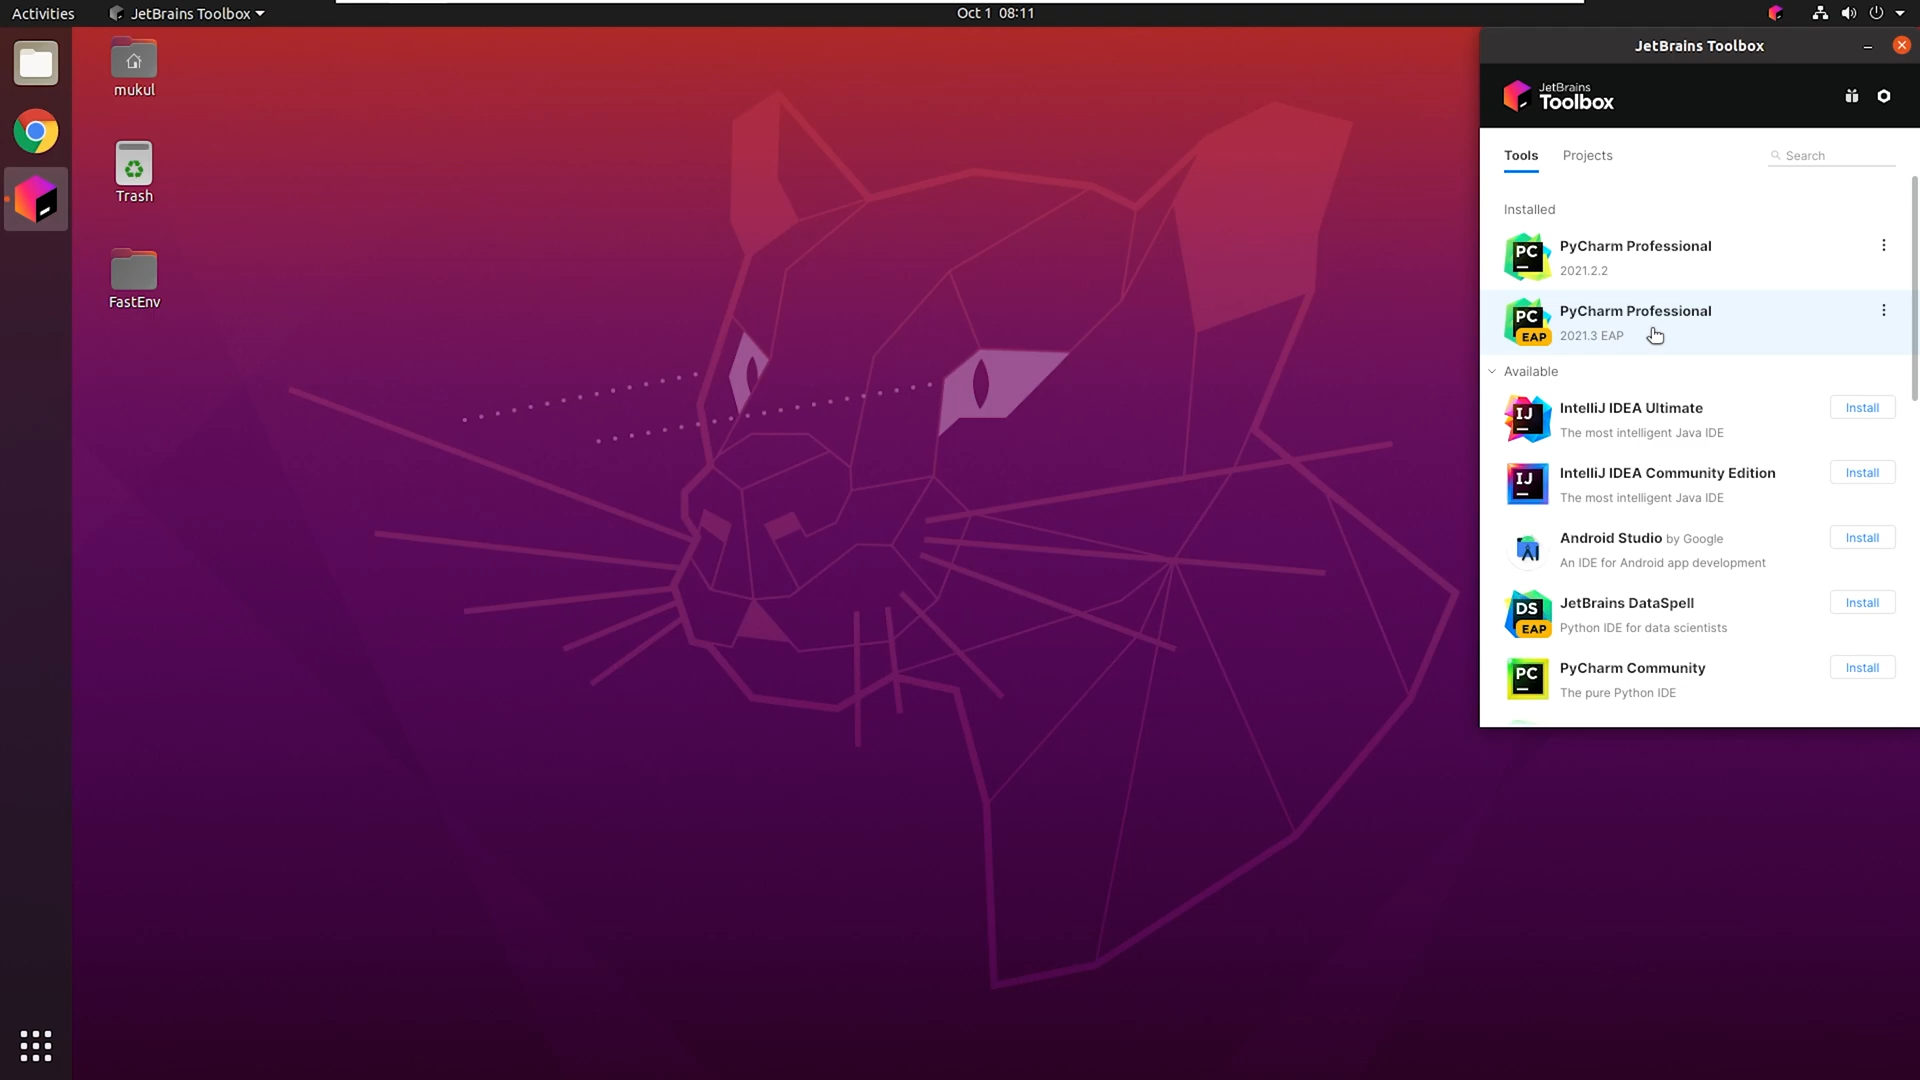 Activities
JetBrains Toolbox
Oct 1 08:11
mukul
Trash
FastEnv
JetBrains Toolbox
JetBrains
Toolbox
Tools
Projects
Search
Installed
PC
PyCharm Professional
2021.2.2
PC
EAP
PyCharm Professional
2021.3 EAP
Available
IJ
IntelliJ IDEA Ultimate
Install
The most intelligent Java IDE
IJ
IntelliJ IDEA Community Edition
Install
The most intelligent Java IDE
Android Studio by Google
Install
An IDE for Android app development
DS
EAP
JetBrains DataSpell
Install
Python IDE for data scientists
PC
PyCharm Community
Install
The pure Python IDE